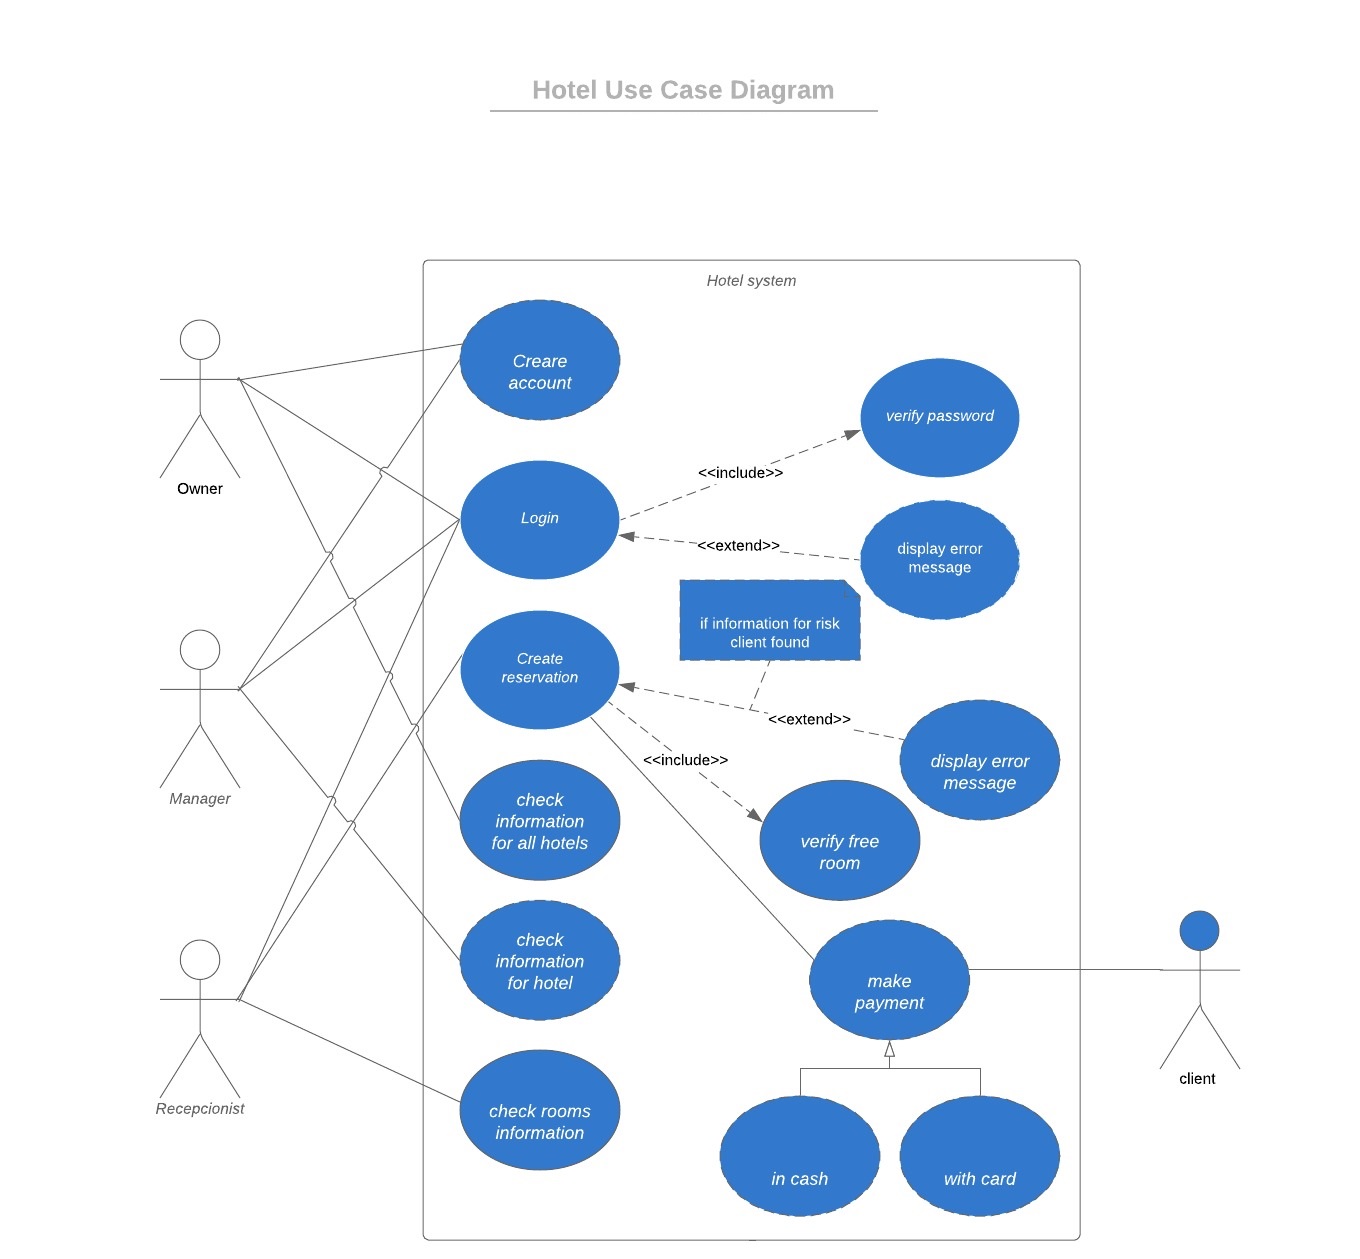 Hotel Use Case Diagram
Hotel system
Creare
account
verify password
<<include>>
Owner
Login
<<extend>>
display error
message
if information for risk
client found
Create
reservation
<<extend>>
<<include>>
display error
message
Manager
check
information
for all hotels
verify free
room
check
information
for hotel
make
payment
client
Recepcionist
check rooms
information
in cash
with card